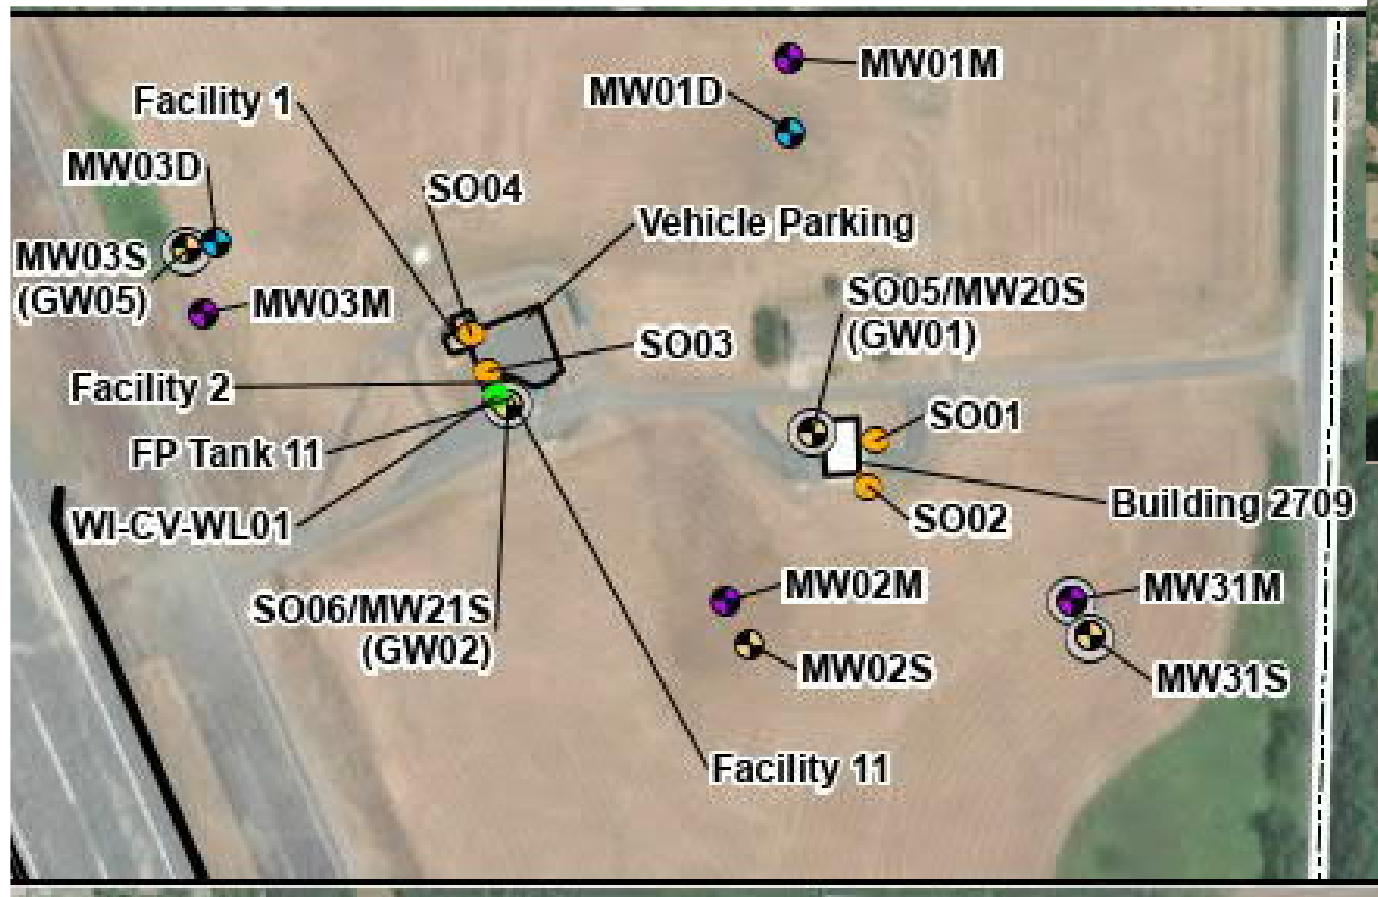 MW01M
MW01D
Facility 1
MW03D
SO04
Vehicle Parking
MW03S
(GW05)
MW03M
SO05/MW20S
(GW01)
SO03
Facility 2
SO01
FP Tank 11
Building 2709
WI-CV-WL01
SO02
SO06/MW21S
(GW02)
MW02M
MW31M
MW02S
MW31S
Facility 11